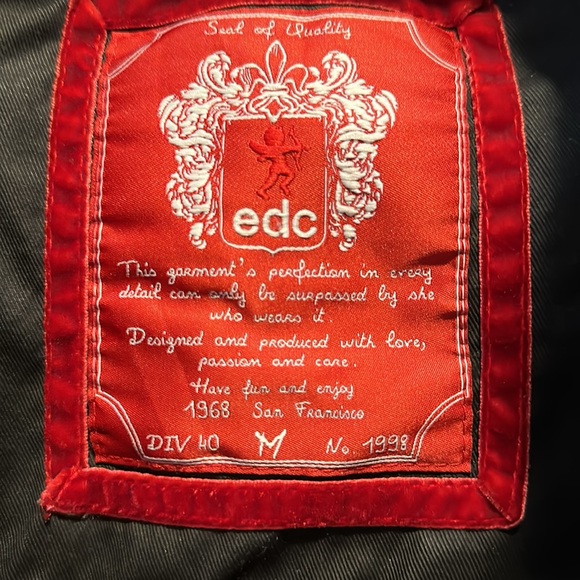 Seal of Quality
edc
This garment's perfection in every
detail can only be surpassed by she
who wears it.
Designed and produced with love,
passion and care.
Have fun and enjoy
1968 San Francisco
DIV 40 M No. 1998